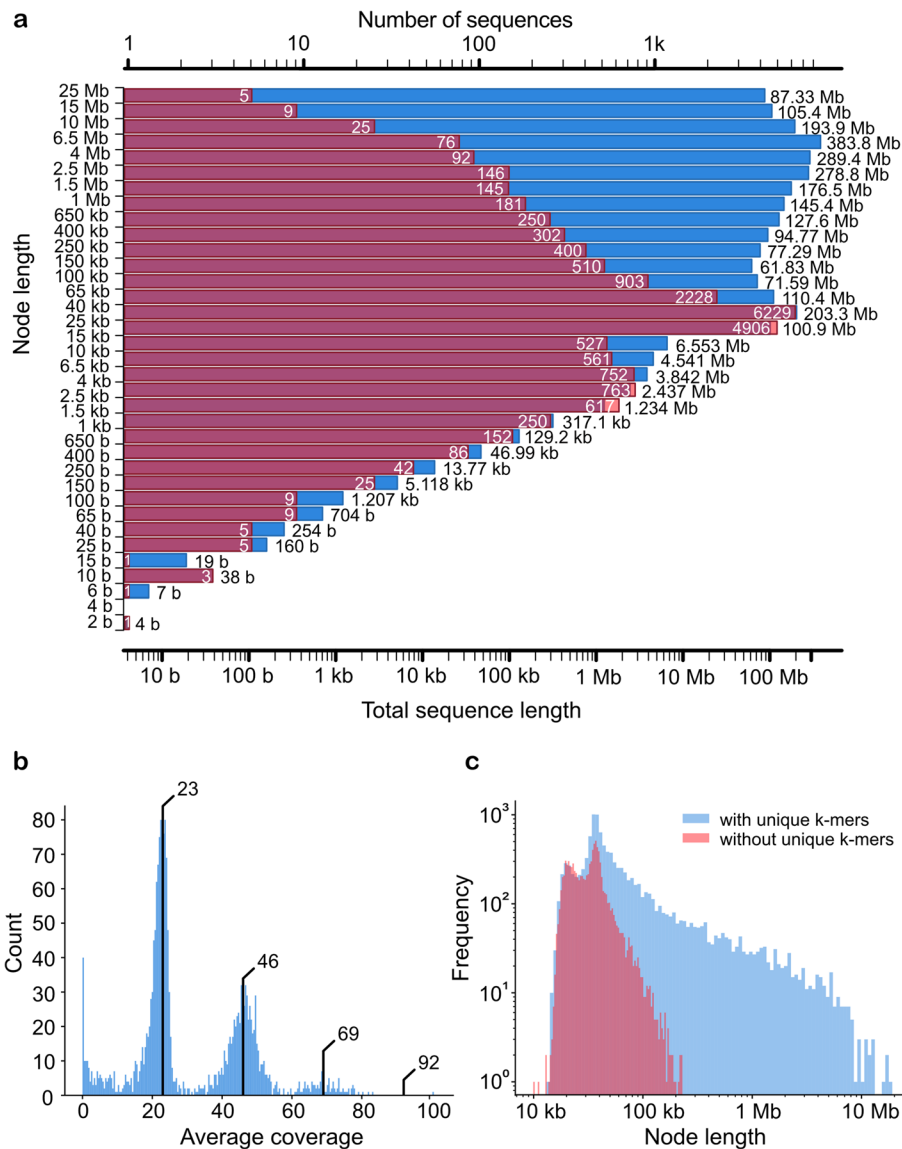 a
Number of sequences
1 10 100 1k
Node length
25 Mb
5 87.33 Mb
15 Mb
9 105.4 Mb
10 Mb
25 193.9 Mb
6.5 Mb
76 383.8 Mb
4 Mb
92 289.4 Mb
2.5 Mb
146 278.8 Mb
1.5 Mb
145 176.5 Mb
1 Mb
181 145.4 Mb
650 kb
250 127.6 Mb
400 kb
302 94.77 Mb
250 kb
400 77.29 Mb
150 kb
510 61.83 Mb
100 kb
903 71.59 Mb
65 kb
2228 110.4 Mb
40 kb
6229 203.3 Mb
25 kb
4906 100.9 Mb
15 kb
527 6.553 Mb
10 kb
561 4.541 Mb
6.5 kb
752 3.842 Mb
4 kb
763 2.437 Mb
2.5 kb
617 1.234 Mb
1.5 kb
250 317.1 kb
1 kb
152 129.2 kb
650 b
86 46.99 kb
400 b
42 13.77 kb
250 b
25 5.118 kb
150 b
9 1.207 kb
100 b
9 704 b
65 b
5 254 b
40 b
5 160 b
25 b
1 19 b
15 b
3 38 b
10 b
1 7 b
6 b
4 b
2 b
1 4 b
10 b 100 b 1 kb 10 kb 100 kb 1 Mb 10 Mb 100 Mb
Total sequence length
b
Count
80
70
60
50
40
30
20
10
0
23
46
69
92
0 20 40 60 80 100
Average coverage
c
Frequency
10³
10²
10¹
10⁰
with unique k-mers
without unique k-mers
10 kb 100 kb 1 Mb 10 Mb
Node length